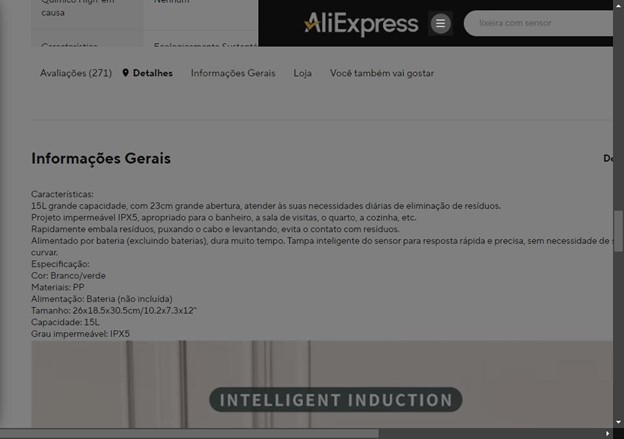 Químico High: em
causa
Nenhum
Característica
AliExpress
lixeira com sensor
Avaliações (271)
Detalhes
Informações Gerais
Loja
Você também vai gostar
Informações Gerais
Características:
15L grande capacidade, com 23cm grande abertura, atender às suas necessidades diárias de eliminação de resíduos.
Projeto impermeável IPX5, apropriado para o banheiro, a sala de visitas, o quarto, a cozinha, etc.
Rapidamente embala resíduos, puxando o cabo e levantando, evita o contato com resíduos.
Alimentado por bateria (excluindo baterias), dura muito tempo. Tampa inteligente do sensor para resposta rápida e precisa, sem necessidade de
curvar.
Especificação:
Cor: Branco/verde
Materiais: PP
Alimentação: Bateria (não incluída)
Tamanho: 26x18.5x30.5cm/10.2x7.3x12"
Capacidade: 15L
Grau impermeável: IPX5
INTELLIGENT INDUCTION